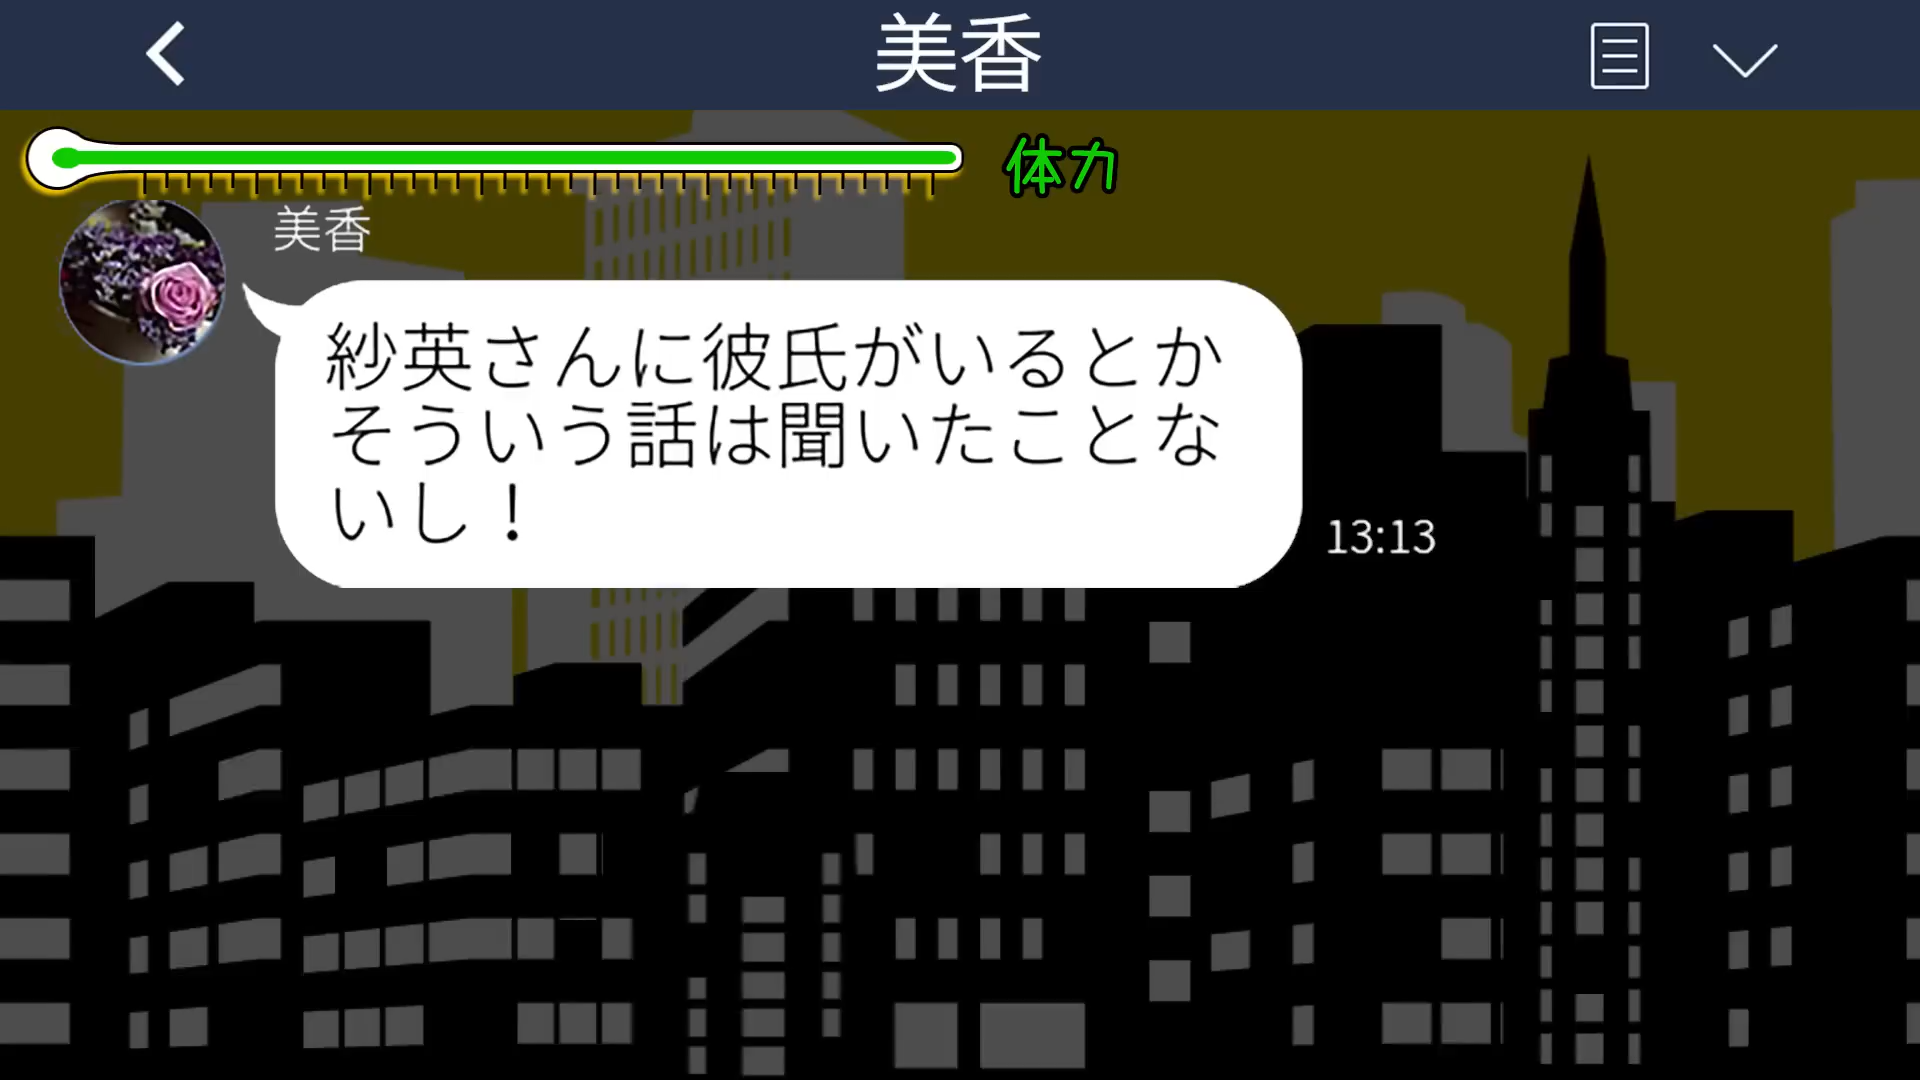 美香
体力
美香
紗英さんに彼氏がいるとか
そういう話は聞いたことな
いし！
13:13